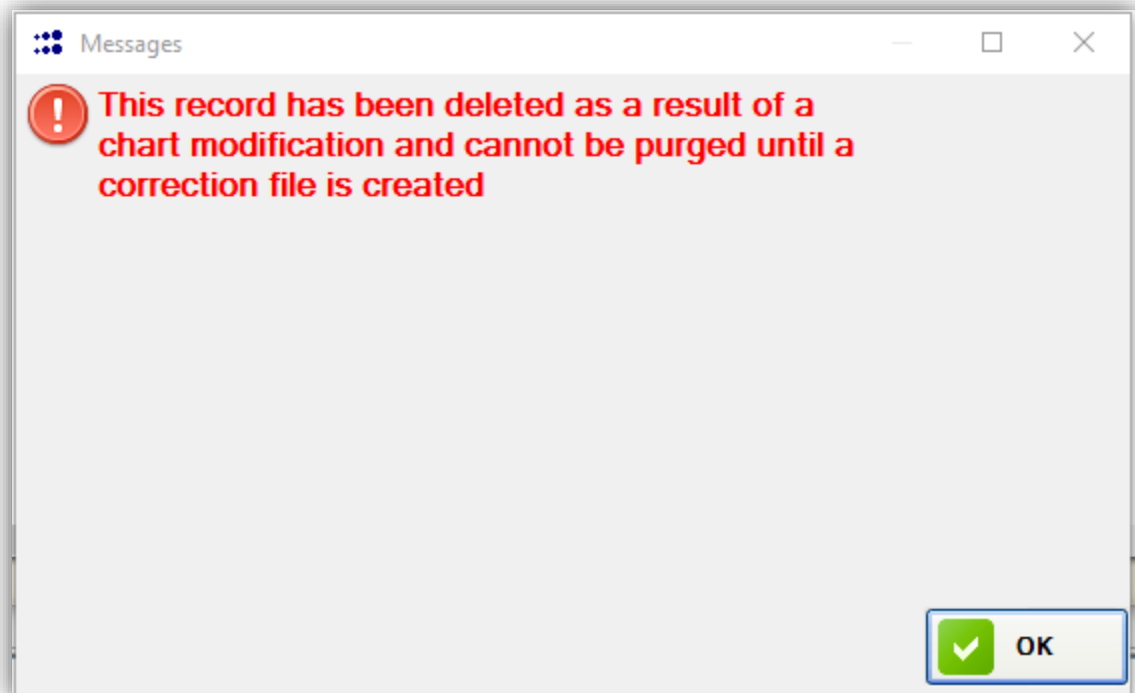 Messages
This record has been deleted as a result of a
chart modification and cannot be purged until a
correction file is created
OK